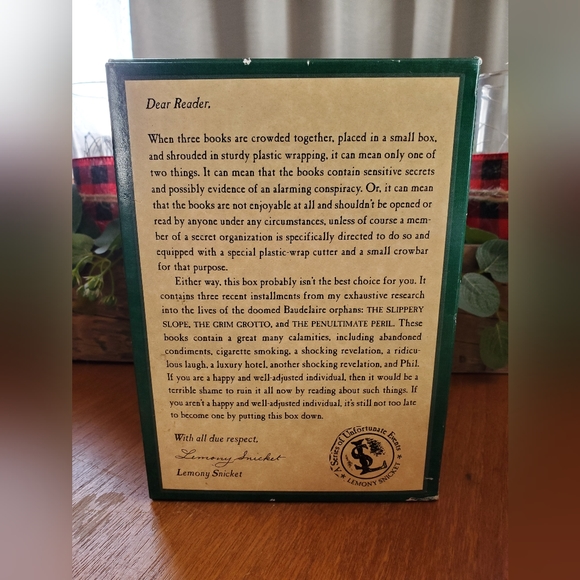 Dear Reader,
When three books are crowded together, placed in a small box,
and shrouded in sturdy plastic wrapping, it can mean only one of
two things. It can mean that the books contain sensitive secrets
and possibly evidence of an alarming conspiracy. Or, it can mean
that the books are not enjoyable at all and shouldn't be opened or
read by anyone under any circumstances, unless of course a mem-
ber of a secret organization is specifically directed to do so and
equipped with a special plastic-wrap cutter and a small crowbar
for that purpose.
Either way, this box probably isn't the best choice for you. It
contains three recent installments from my exhaustive research
into the lives of the doomed Baudelaire orphans: THE SLIPPERY
SLOPE, THE GRIM GROTTO, and THE PENULTIMATE PERIL. These
books contain a great many calamities, including abandoned
condiments, cigarette smoking, a shocking revelation, a ridicu-
lous laugh, a luxury hotel, another shocking revelation, and Phil.
If you are a happy and well-adjusted individual, then it would be a
terrible shame to ruin it all now by reading about such things. If
you aren't a happy and well-adjusted individual, it's still not too late
to become one by putting this box down.
With all due respect,
Lemony Snicket
Lemony Snicket
A Series of Unfortunate Events
LS
LEMONY SNICKET